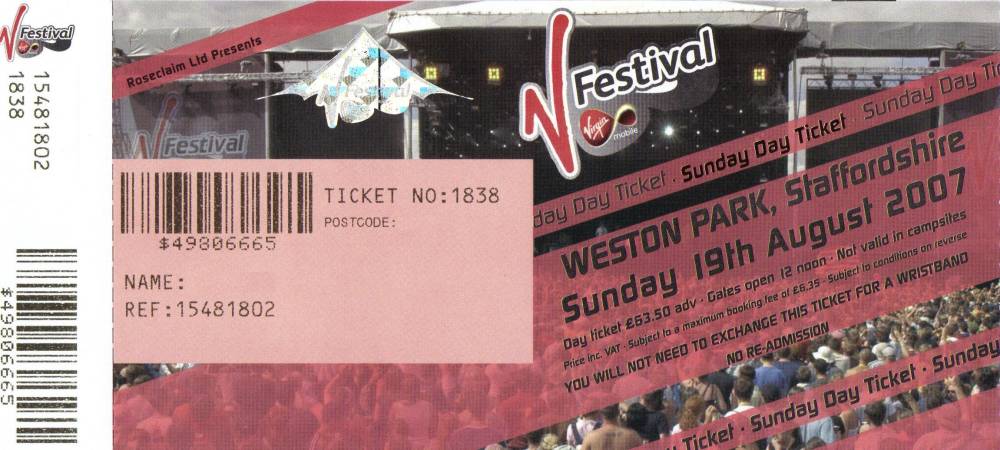 V Festival
Virgin mobile
15481802
1838
$49806665
Roseclaim Ltd Presents
V Festival
V Festival
Virgin mobile
TICKET NO:1838
POSTCODE:
$49806665
NAME:
REF:15481802
day Day Ticket · Sunday Day Ticket · Sunday Day Tic
WESTON PARK, Staffordshire
Sunday 19th August 2007
Day ticket £63.50 adv · Gates open 12 noon · Not valid in campsites
Price inc. VAT · Subject to a maximum booking fee of £6.35 · Subject to conditions on reverse
YOU WILL NOT NEED TO EXCHANGE THIS TICKET FOR A WRISTBAND
NO RE-ADMISSION
Ticket · Sunday Day Ticket · Sunday